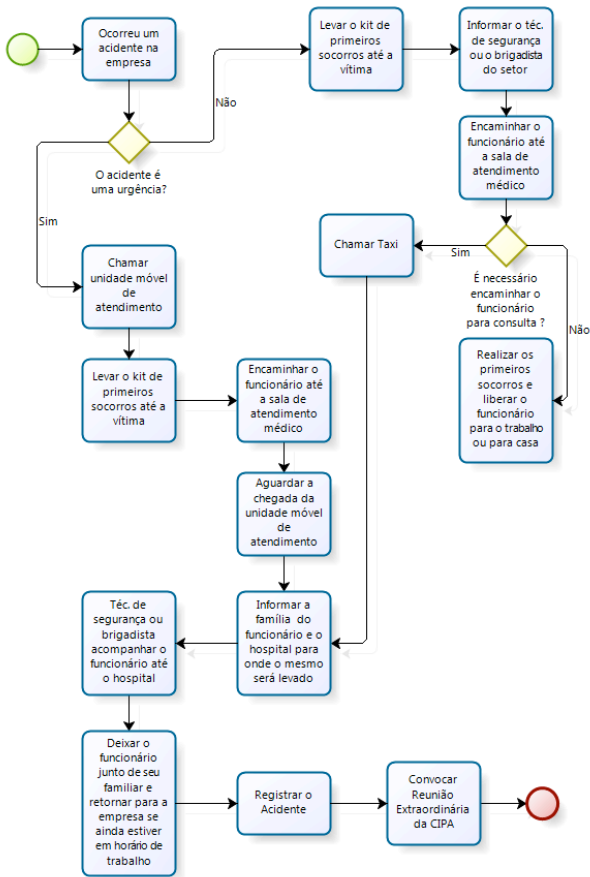 Ocorreu um
acidente na
empresa
O acidente é
uma urgência?
Não
Levar o kit de
primeiros
socorros até a
vítima
Informar o téc.
de segurança
ou o brigadista
do setor
Encaminhar o
funcionário até
a sala de
atendimento
médico
É necessário
encaminhar o
funcionário
para consulta ?
Sim
Chamar Taxi
Não
Realizar os
primeiros
socorros e
liberar o
funcionário
para o trabalho
ou para casa
Sim
Chamar
unidade móvel
de
atendimento
Levar o kit de
primeiros
socorros até a
vítima
Encaminhar o
funcionário até
a sala de
atendimento
médico
Aguardar a
chegada da
unidade móvel
de
atendimento
Informar a
família do
funcionário e o
hospital para
onde o mesmo
será levado
Téc. de
segurança ou
brigadista
acompanhar o
funcionário até
o hospital
Deixar o
funcionário
junto de seu
familiar e
retornar para a
empresa se
ainda estiver
em horário de
trabalho
Registrar o
Acidente
Convocar
Reunião
Extraordinária
da CIPA